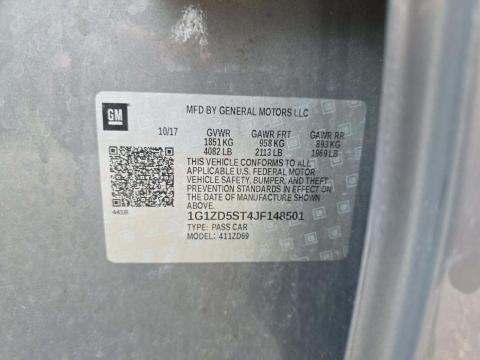 GM
MFD BY GENERAL MOTORS LLC
10/17 GVWR GAWR FRT GAWR RR
1851 KG 958 KG 893 KG
4082 LB 2113 LB 1969 LB
THIS VEHICLE CONFORMS TO ALL
APPLICABLE U.S. FEDERAL MOTOR
VEHICLE SAFETY, BUMPER, AND THEFT
PREVENTION STANDARDS IN EFFECT ON
THE DATE OF MANUFACTURE SHOWN
ABOVE.
1G1ZD5ST4JF148501
TYPE: PASS CAR
MODEL: 411ZD69